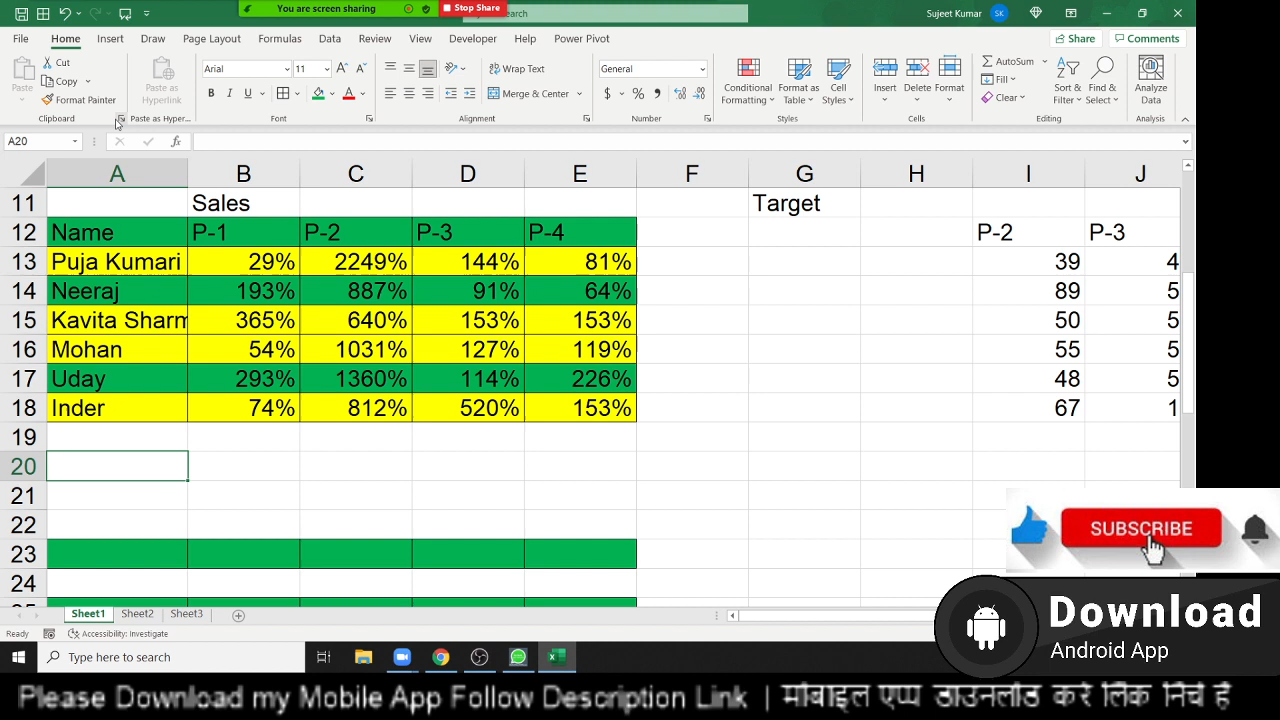 You are screen sharing
Stop Share
Search
Sujeet Kumar
SK
File
Home
Insert
Draw
Page Layout
Formulas
Data
Review
View
Developer
Help
Power Pivot
Share
Comments
Paste
Cut
Copy
Format Painter
Clipboard
Paste as
Hyperlink
Paste as Hyper...
Arial
11
B I U
Font
Wrap Text
Merge & Center
Alignment
General
$ % ,
Number
Conditional
Formatting
Format as
Table
Cell
Styles
Styles
Insert
Delete
Format
Cells
AutoSum
Fill
Clear
Sort &
Filter
Find &
Select
Editing
Analyze
Data
Analysis
A20
fx
A B C D E F G H I J
11 Sales Target
12 Name P-1 P-2 P-3 P-4 P-2 P-3
13 Puja Kumari 29% 2249% 144% 81% 39 4
14 Neeraj 193% 887% 91% 64% 89 5
15 Kavita Sharm 365% 640% 153% 153% 50 5
16 Mohan 54% 1031% 127% 119% 55 5
17 Uday 293% 1360% 114% 226% 48 5
18 Inder 74% 812% 520% 153% 67 1
19
20
21
22
23
24
SUBSCRIBE
Sheet1
Sheet2
Sheet3
Ready
Accessibility: Investigate
Download
Android App
Type here to search
Please Download my Mobile App Follow Description Link | मोबाइल एप्प डाउनलोड करे लिंक निचे है